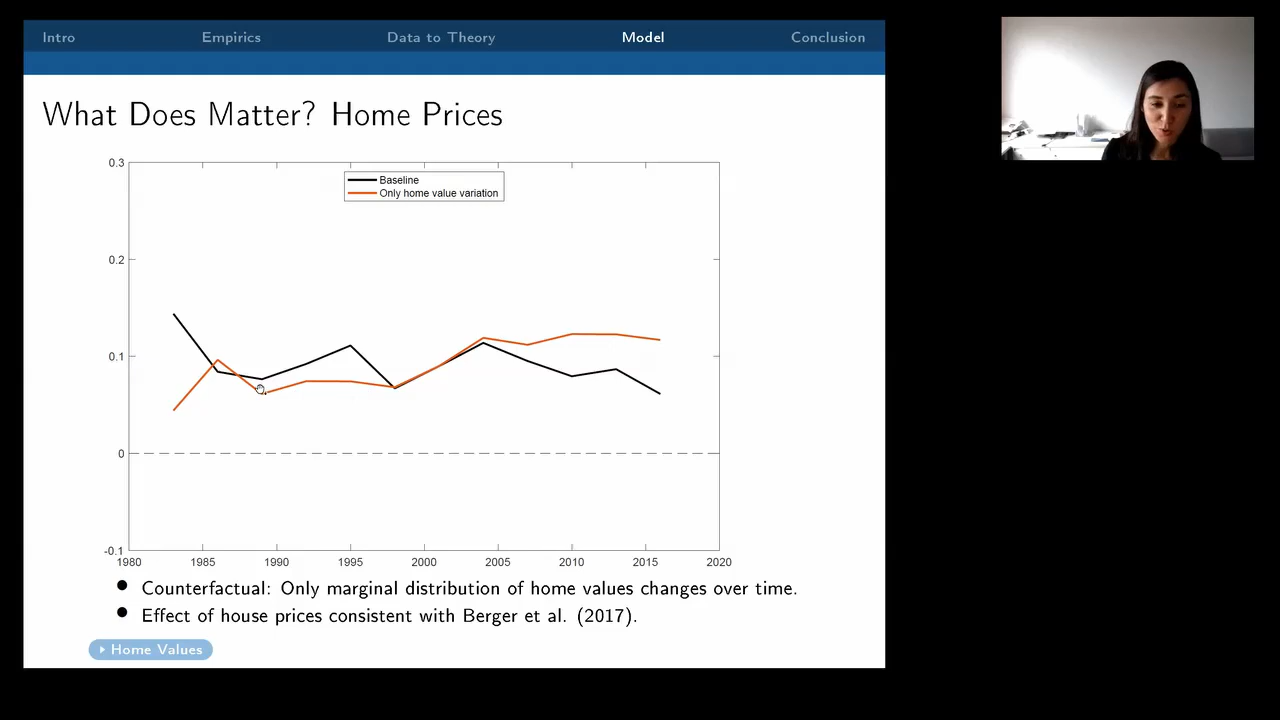 Intro Empirics Data to Theory Model Conclusion
What Does Matter? Home Prices
0.3
Baseline
Only home value variation
0.2
0.1
0
-0.1
1980 1985 1990 1995 2000 2005 2010 2015 2020
Counterfactual: Only marginal distribution of home values changes over time.
Effect of house prices consistent with Berger et al. (2017).
Home Values